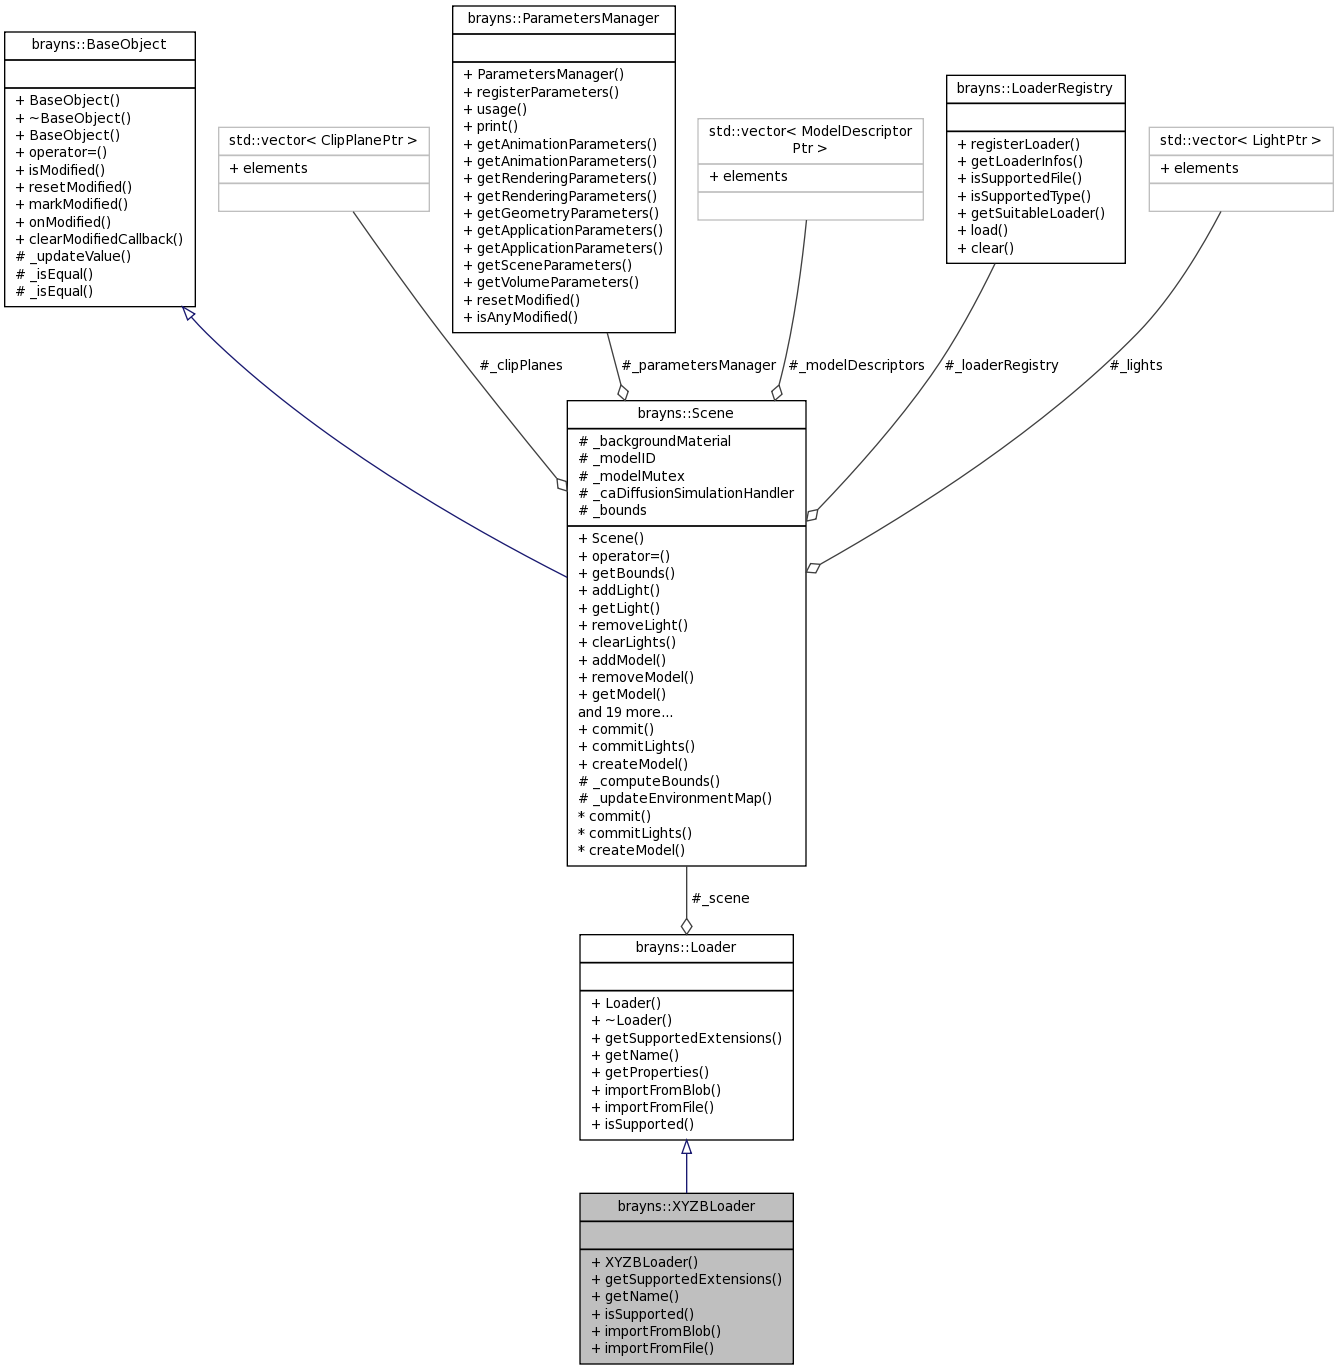 brayns::BaseObject
+ BaseObject()
+ ~BaseObject()
+ BaseObject()
+ operator=()
+ isModified()
+ resetModified()
+ markModified()
+ onModified()
+ clearModifiedCallback()
# _updateValue()
# _isEqual()
# _isEqual()
std::vector< ClipPlanePtr >
+ elements
brayns::ParametersManager
+ ParametersManager()
+ registerParameters()
+ usage()
+ print()
+ getAnimationParameters()
+ getAnimationParameters()
+ getRenderingParameters()
+ getRenderingParameters()
+ getGeometryParameters()
+ getApplicationParameters()
+ getApplicationParameters()
+ getSceneParameters()
+ getVolumeParameters()
+ resetModified()
+ isAnyModified()
std::vector< ModelDescriptor
Ptr >
+ elements
brayns::LoaderRegistry
+ registerLoader()
+ getLoaderInfos()
+ isSupportedFile()
+ isSupportedType()
+ getSuitableLoader()
+ load()
+ clear()
std::vector< LightPtr >
+ elements
#_clipPlanes
#_parametersManager
#_modelDescriptors
#_loaderRegistry
#_lights
brayns::Scene
# _backgroundMaterial
# _modelID
# _modelMutex
# _caDiffusionSimulationHandler
# _bounds
+ Scene()
+ operator=()
+ getBounds()
+ addLight()
+ getLight()
+ removeLight()
+ clearLights()
+ addModel()
+ removeModel()
+ getModel()
and 19 more...
+ commit()
+ commitLights()
+ createModel()
# _computeBounds()
# _updateEnvironmentMap()
* commit()
* commitLights()
* createModel()
#_scene
brayns::Loader
+ Loader()
+ ~Loader()
+ getSupportedExtensions()
+ getName()
+ getProperties()
+ importFromBlob()
+ importFromFile()
+ isSupported()
brayns::XYZBLoader
+ XYZBLoader()
+ getSupportedExtensions()
+ getName()
+ isSupported()
+ importFromBlob()
+ importFromFile()